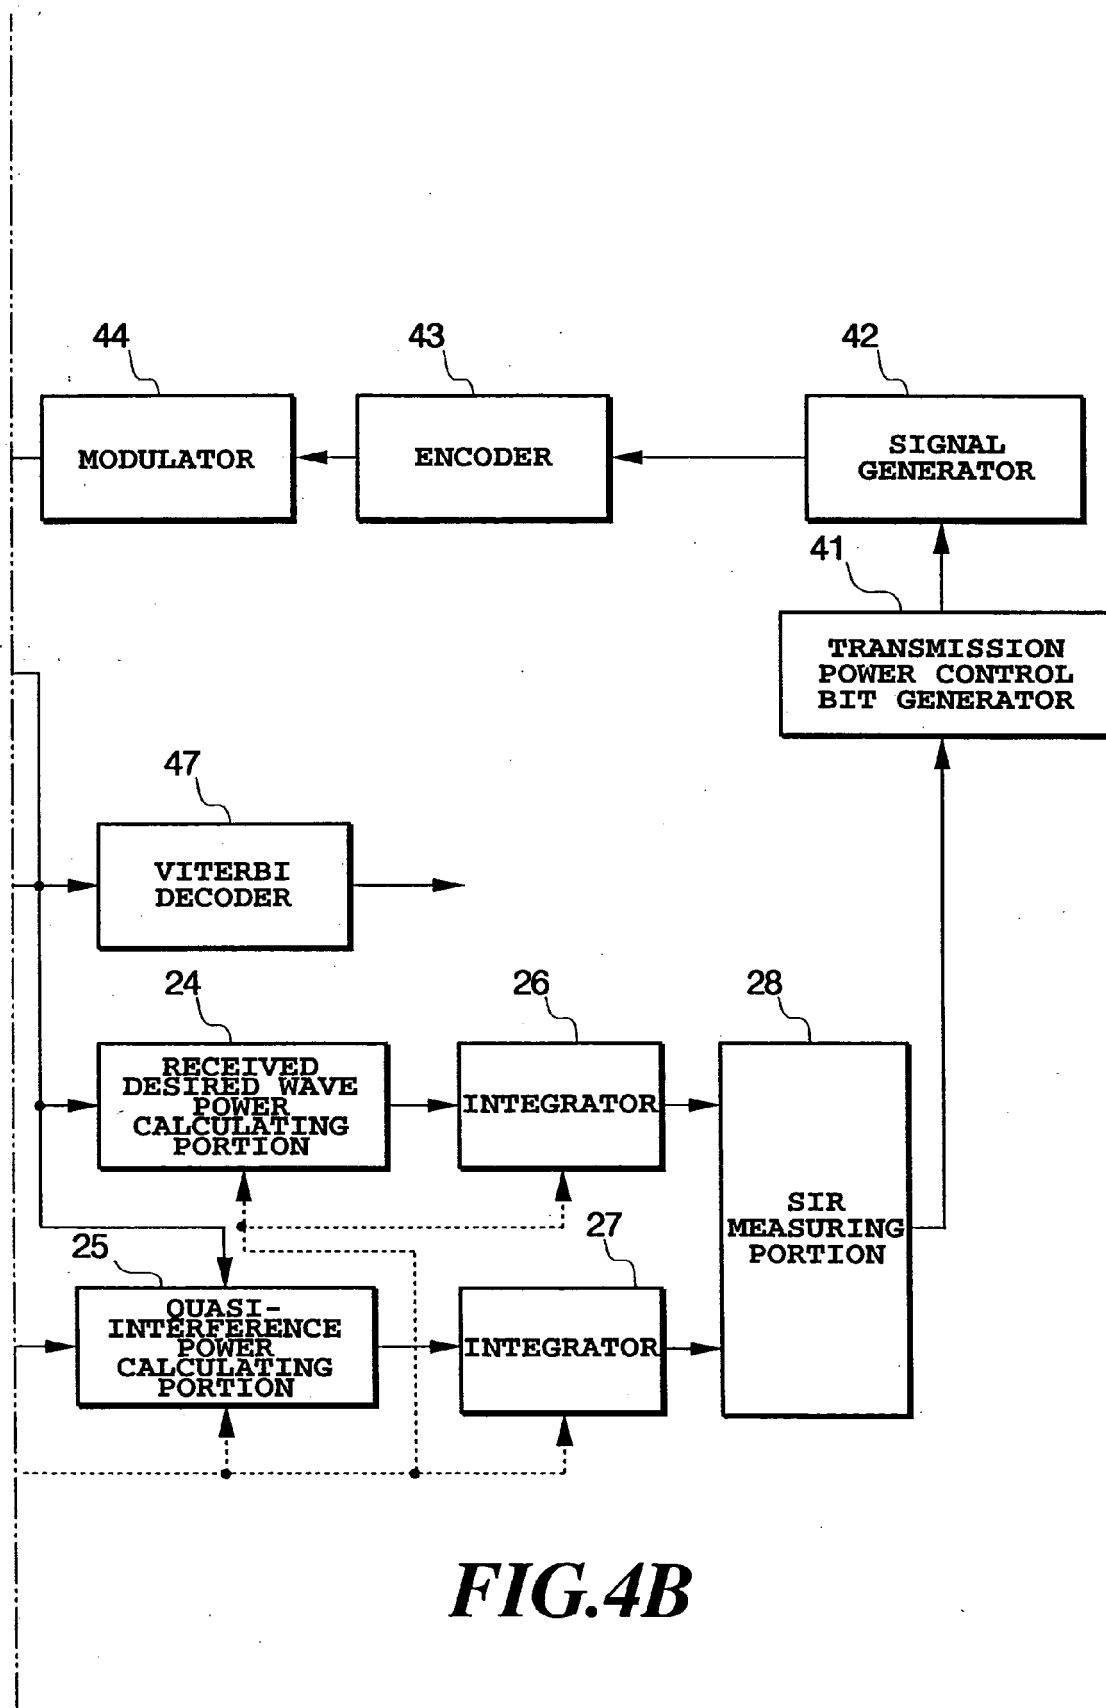 44
43
42
MODULATOR
ENCODER
SIGNAL
GENERATOR
41
TRANSMISSION
POWER CONTROL
BIT GENERATOR
47
VITERBI
DECODER
24
26
28
RECEIVED
DESIRED WAVE
POWER
CALCULATING
PORTION
INTEGRATOR
SIR
MEASURING
PORTION
25
27
QUASI-
INTERFERENCE
POWER
CALCULATING
PORTION
INTEGRATOR
FIG.4B